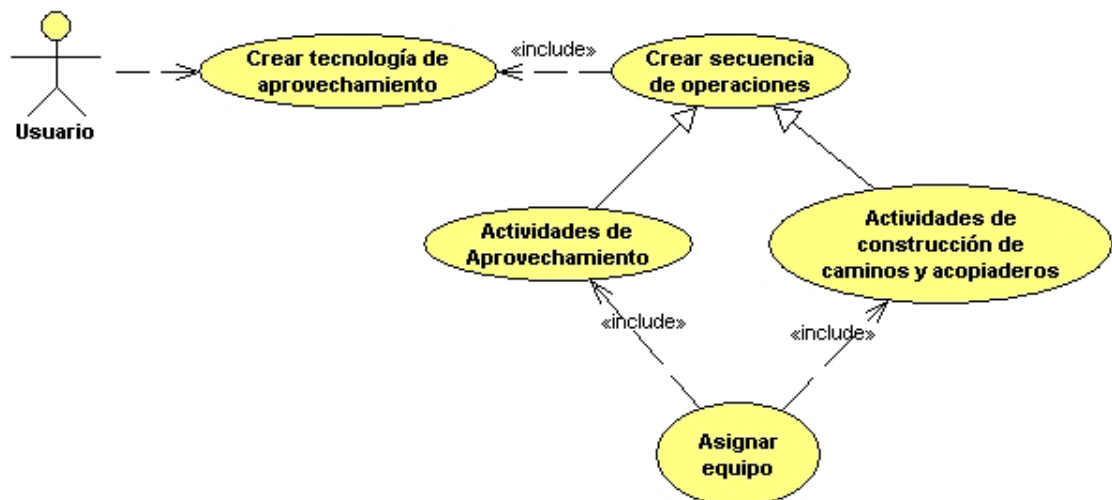 Usuario
Crear tecnología de
aprovechamiento
«include»
Crear secuencia
de operaciones
Actividades de
Aprovechamiento
Actividades de
construcción de
caminos y acopiaderos
«include»
«include»
Asignar
equipo